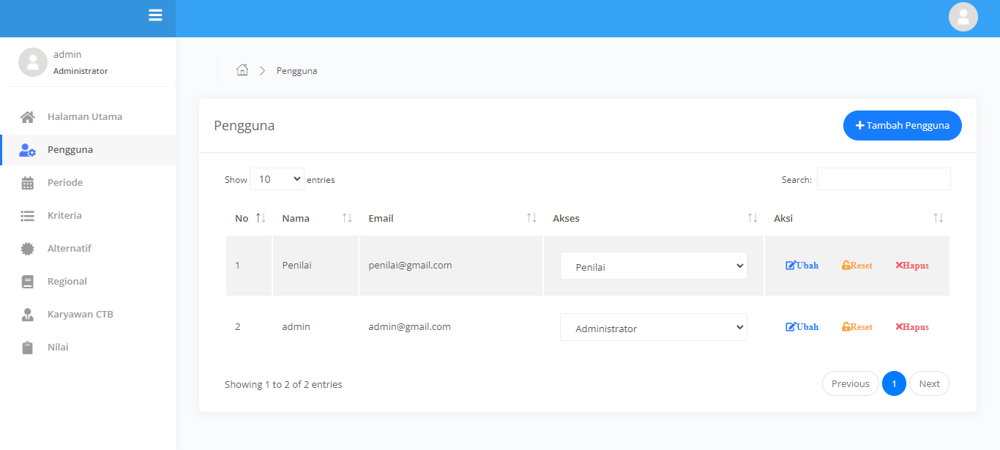 admin
Administrator
Halaman Utama
Pengguna
Periode
Kriteria
Alternatif
Regional
Karyawan CTB
Nilai
Pengguna
Pengguna
Tambah Pengguna
Show 10 entries
Search:
No Nama Email Akses Aksi
1 Penilai penilai@gmail.com Penilai Ubah Reset Hapus
2 admin admin@gmail.com Administrator Ubah Reset Hapus
Showing 1 to 2 of 2 entries
Previous 1 Next